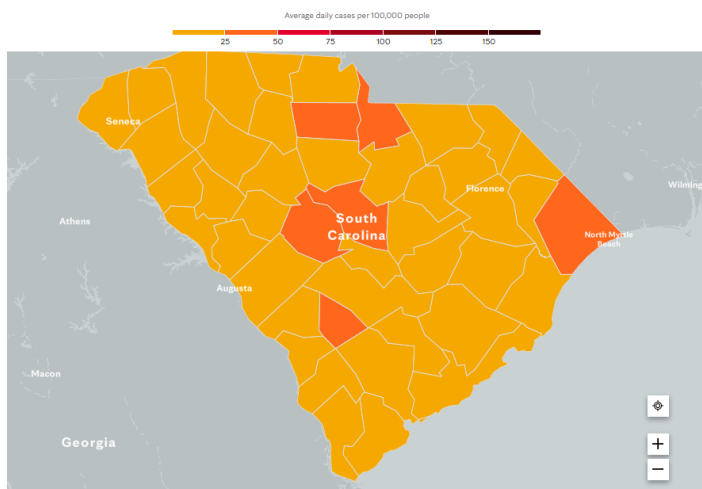 Average daily cases per 100,000 people
25 50 75 100 125 150
Seneca
Wilming
Florence
Athens
South
Carolina
North Myrtle
Beach
Augusta
Macon
Georgia
+
−